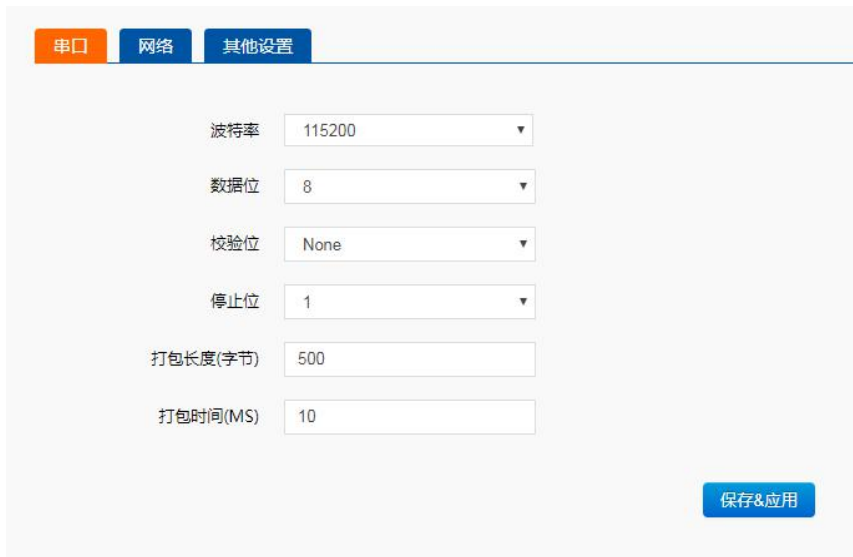 串口 网络 其他设置
波特率 115200
数据位 8
校验位 None
停止位 1
打包长度(字节) 500
打包时间(MS) 10
保存&应用